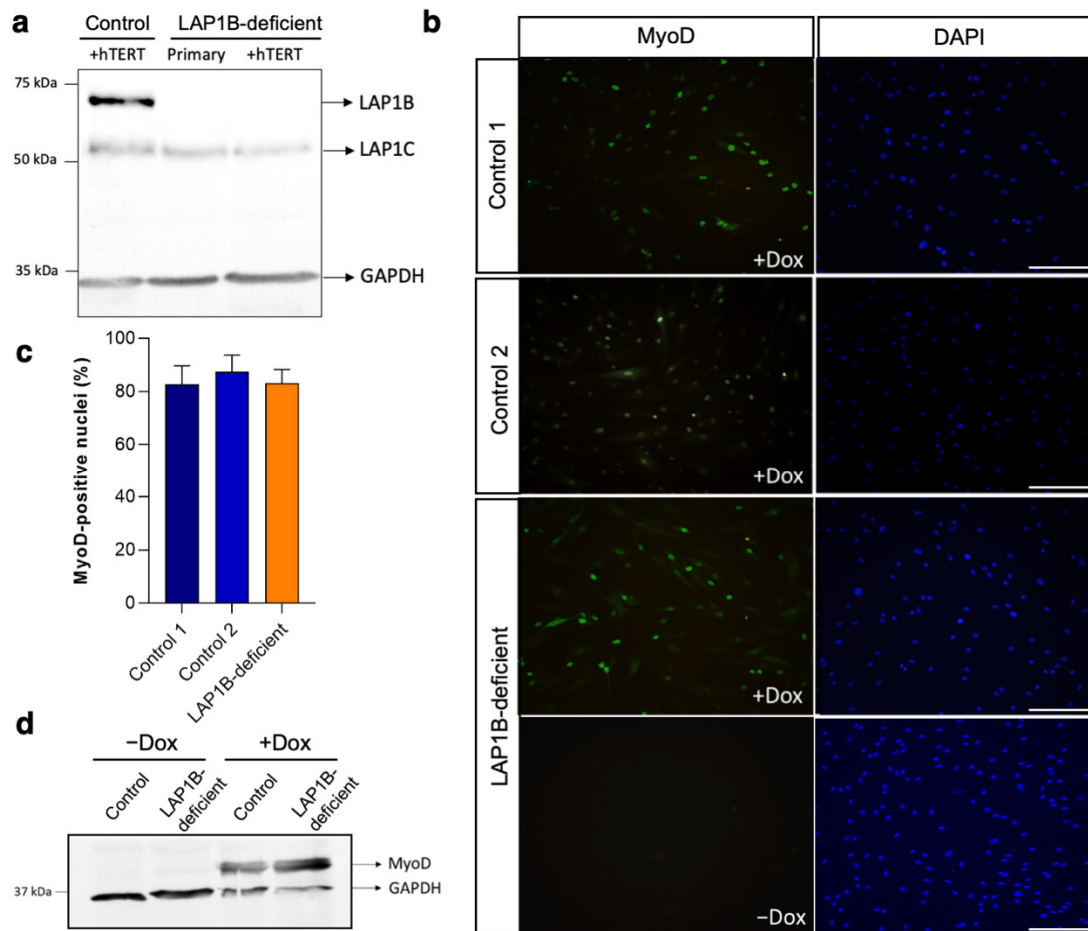 a
Control LAP1B-deficient
+hTERT Primary +hTERT
75 kDa
LAP1B
50 kDa
LAP1C
35 kDa
GAPDH
b
MyoD DAPI
Control 1
+Dox
Control 2
+Dox
LAP1B-deficient
+Dox
−Dox
c
MyoD-positive nuclei (%)
100
80
60
40
20
0
Control 1
Control 2
LAP1B-deficient
d
−Dox +Dox
Control
LAP1B-
deficient
Control
LAP1B-
deficient
MyoD
37 kDa
GAPDH